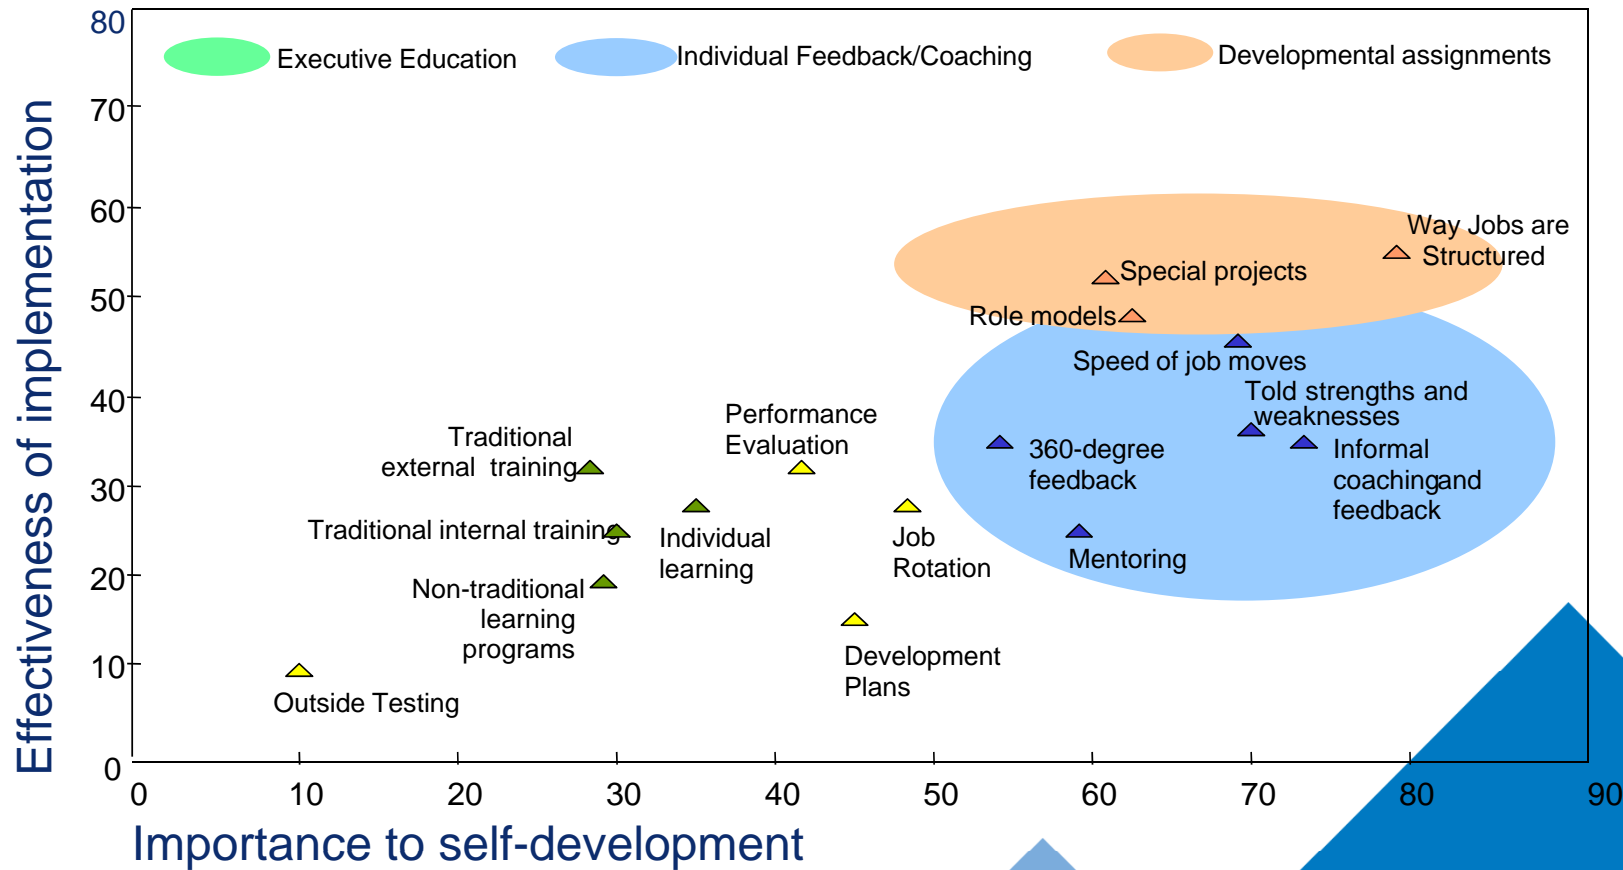 80
Executive Education
Individual Feedback/Coaching
Developmental assignments
70
60
50
40
30
20
10
0
Effectiveness of implementation
Way Jobs are
Structured
Special projects
Role models
Speed of job moves
Told strengths and
weaknesses
360-degree
feedback
Informal
coachingand
feedback
Mentoring
Performance
Evaluation
Traditional
external training
Traditional internal training
Individual
learning
Job
Rotation
Non-traditional
learning
programs
Development
Plans
Outside Testing
0 10 20 30 40 50 60 70 80 90
Importance to self-development